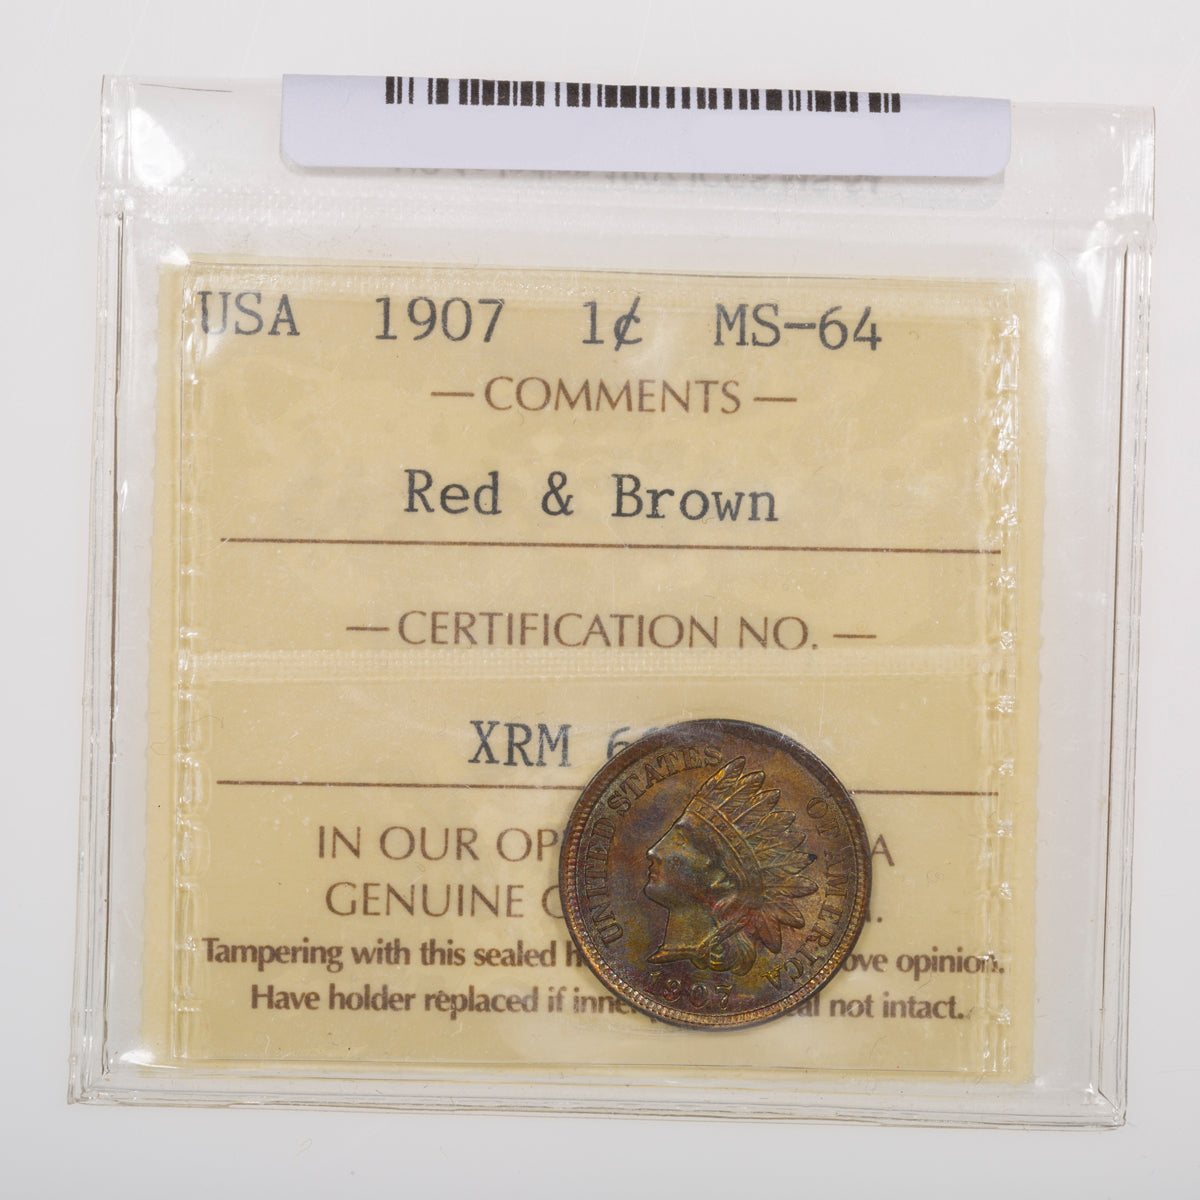 USA 1907 1¢ MS-64
— COMMENTS —
Red & Brown
— CERTIFICATION NO. —
XRM 6
IN OUR OP A
GENUINE C .
Tampering with this sealed h ove opinion.
Have holder replaced if inne al not intact.
UNITED STATES OF AMERICA
1907